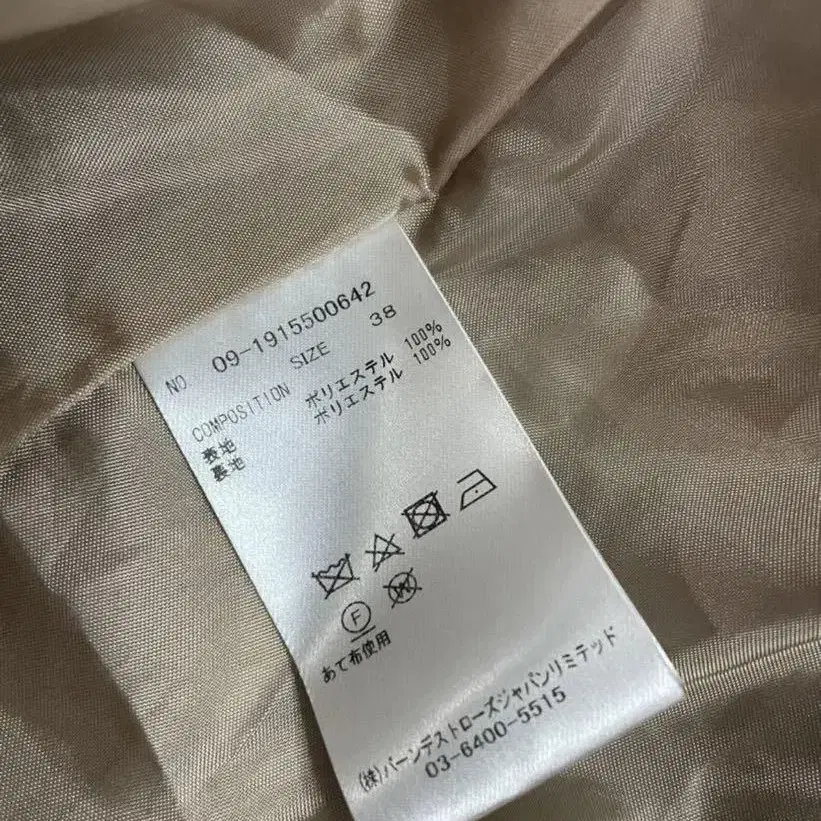 NO 09-1915500642
SIZE 38
COMPOSITION
表地 ポリエステル 100%
裏地 ポリエステル 100%
F W
あて布使用
(株)バーンデストローズジャパンリミテッド
03-6400-5515